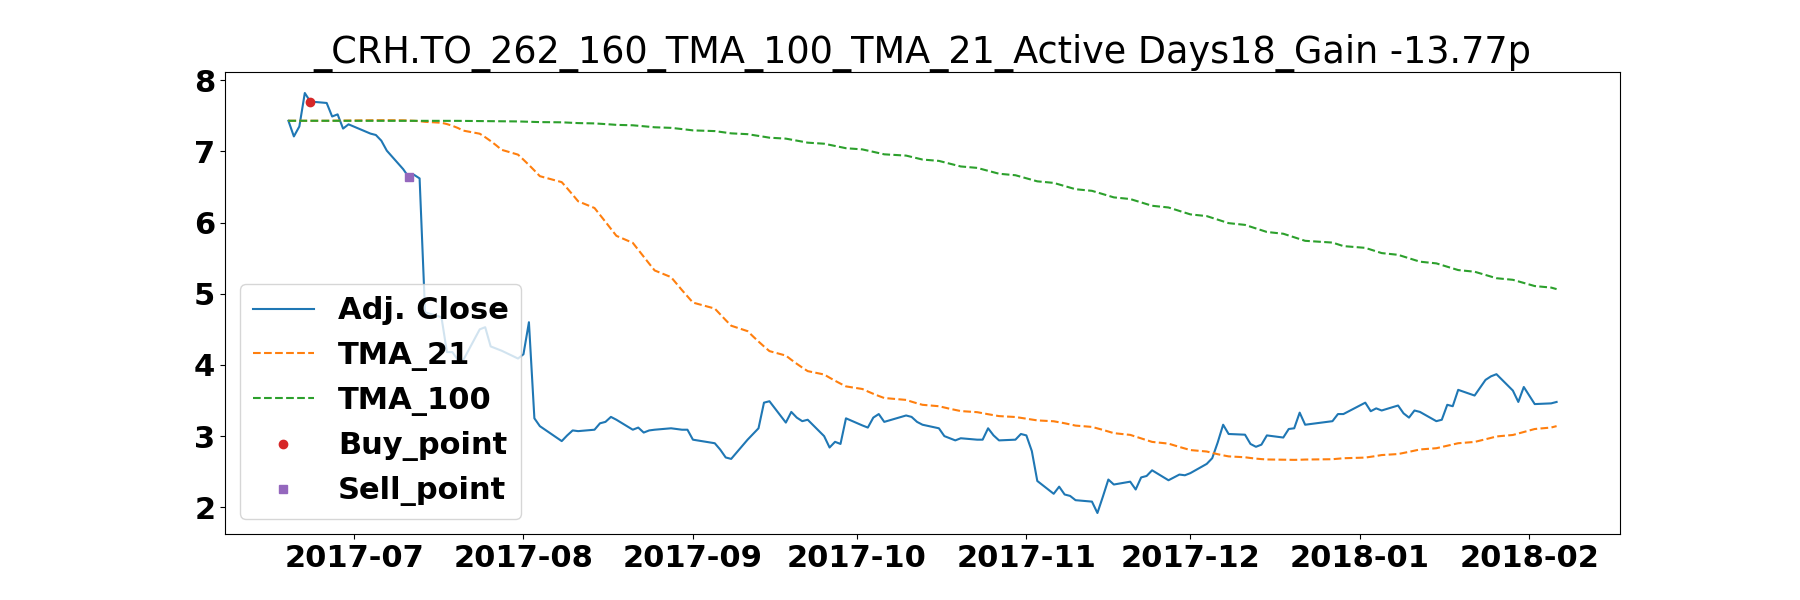 _CRH.TO_262_160_TMA_100_TMA_21_Active Days18_Gain -13.77p
8
7
6
5
4
3
2
Adj. Close
TMA_21
TMA_100
Buy_point
Sell_point
2017-07 2017-08 2017-09 2017-10 2017-11 2017-12 2018-01 2018-02